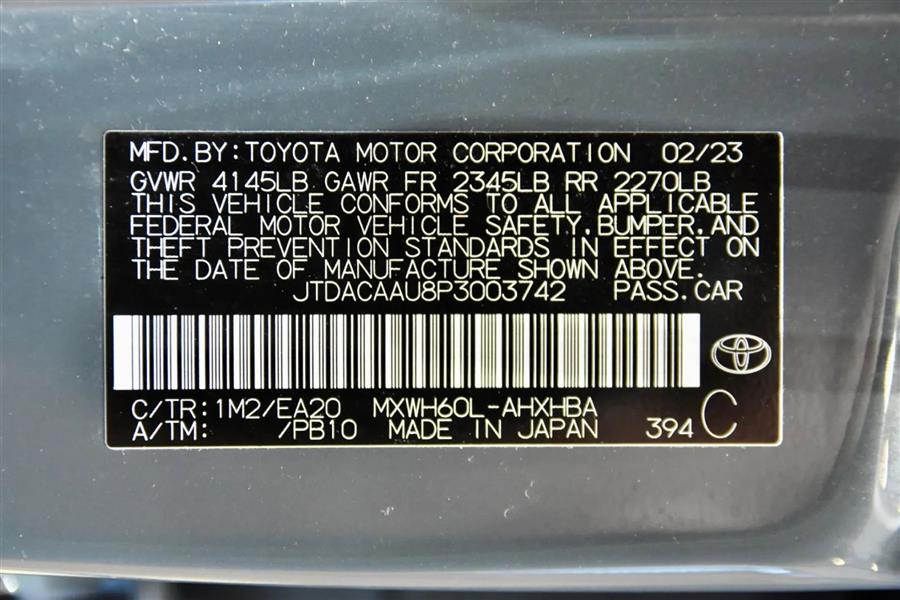 MFD.BY:TOYOTA MOTOR CORPORATION 02/23
GVWR 4145LB GAWR FR 2345LB RR 2270LB
THIS VEHICLE CONFORMS TO ALL APPLICABLE
FEDERAL MOTOR VEHICLE SAFETY,BUMPER,AND
THEFT PREVENTION STANDARDS IN EFFECT ON
THE DATE OF MANUFACTURE SHOWN ABOVE.
JTDACAAU8P3003742 PASS.CAR
C/TR:1M2/EA20 MXWH60L-AHXHBA
A/TM: /PB10 MADE IN JAPAN 394 C